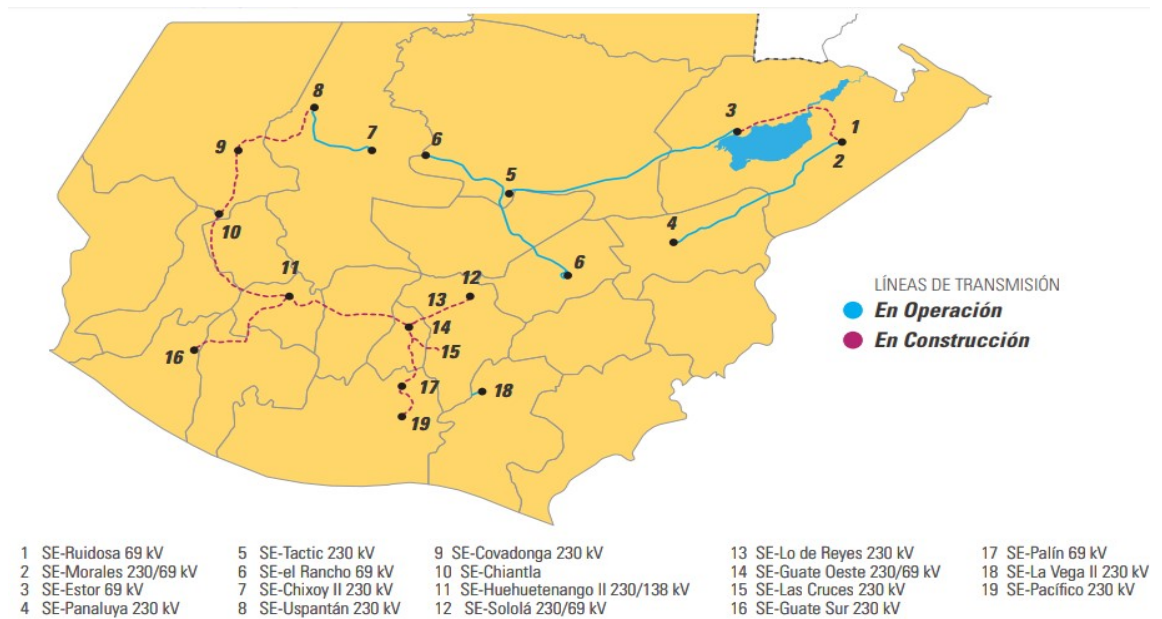 8
3
1
9
7
6
2
5
10
4
11
12
6
13
LÍNEAS DE TRANSMISIÓN
En Operación
14
En Construcción
16
15
17
18
19
1 SE-Ruidosa 69 kV
2 SE-Morales 230/69 kV
3 SE-Estor 69 kV
4 SE-Panaluya 230 kV
5 SE-Tactic 230 kV
6 SE-el Rancho 69 kV
7 SE-Chixoy II 230 kV
8 SE-Uspantán 230 kV
9 SE-Covadonga 230 kV
10 SE-Chiantla
11 SE-Huehuetenango II 230/138 kV
12 SE-Sololá 230/69 kV
13 SE-Lo de Reyes 230 kV
14 SE-Guate Oeste 230/69 kV
15 SE-Las Cruces 230 kV
16 SE-Guate Sur 230 kV
17 SE-Palín 69 kV
18 SE-La Vega II 230 kV
19 SE-Pacífico 230 kV